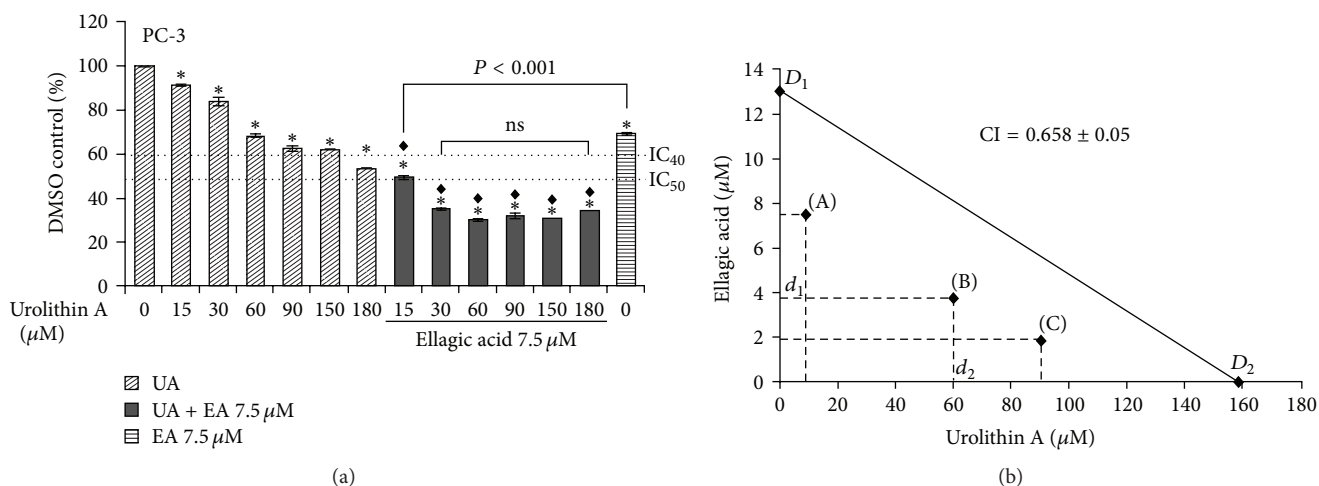 120
100
80
60
40
20
0
DMSO control (%)
PC-3
* * * * * * * * * * * * *
◆ ◆ ◆ ◆ ◆ ◆
P < 0.001
ns
IC40
IC50
Urolithin A
(μM)
0 15 30 60 90 150 180 15 30 60 90 150 180 0
Ellagic acid 7.5 μM
UA
UA + EA 7.5 μM
EA 7.5 μM
(a)
14
12
10
8
6
4
2
0
Ellagic acid (μM)
D1
CI = 0.658 ± 0.05
(A)
d1
(B)
(C)
d2
D2
0 20 40 60 80 100 120 140 160 180
Urolithin A (μM)
(b)